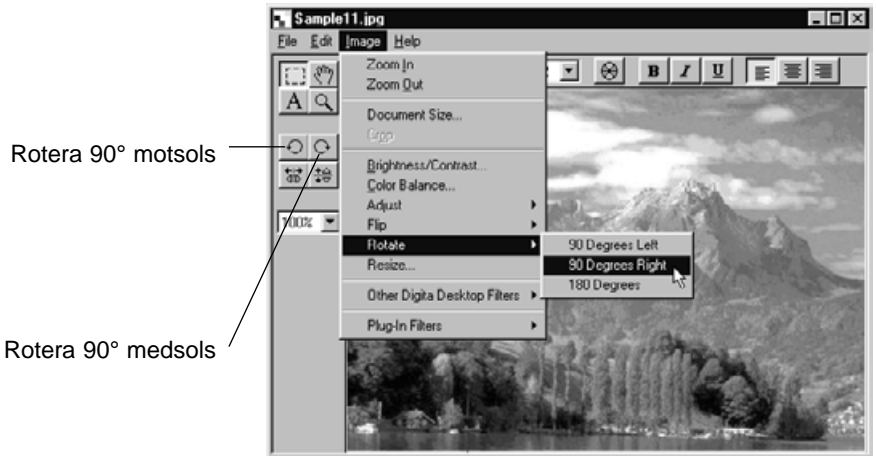 Sample11.jpg
File Edit Image Help
Zoom In
Zoom Out
Document Size...
Crop
Brightness/Contrast...
Color Balance...
Adjust
Flip
Rotate
Resize...
Other Digita Desktop Filters
Plug-In Filters
90 Degrees Left
90 Degrees Right
180 Degrees
B I U
A
100%
Rotera 90° motsols
Rotera 90° medsols